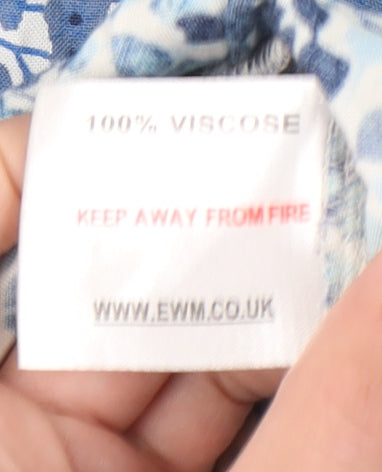 100% VISCOSE
KEEP AWAY FROM FIRE
WWW.EWM.CO.UK